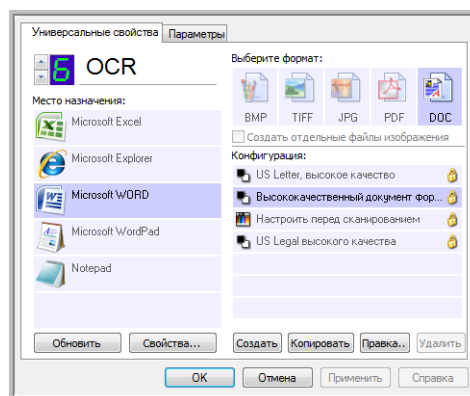 Универсальные свойства Параметры
6 OCR
Место назначения:
Microsoft Excel
Microsoft Explorer
Microsoft WORD
Microsoft WordPad
Notepad
Обновить Свойства...
Выберите формат:
BMP TIFF JPG PDF DOC
Создать отдельные файлы изображения
Конфигурация:
US Letter, высокое качество
Высококачественный документ фор...
Настроить перед сканированием
US Legal высокого качества
Создать Копировать Правка.. Удалить
OK Отмена Применить Справка